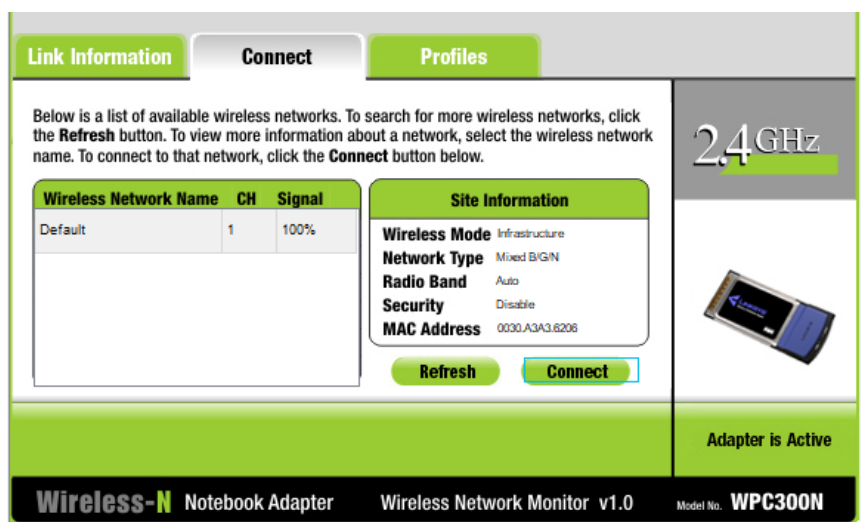 Link Information
Connect
Profiles
Below is a list of available wireless networks. To search for more wireless networks, click
the Refresh button. To view more information about a network, select the wireless network
name. To connect to that network, click the Connect button below.
2.4 GHz
Wireless Network Name CH Signal
Default 1 100%
Site Information
Wireless Mode Infrastructure
Network Type Mixed B/G/N
Radio Band Auto
Security Disable
MAC Address 0030.A3A3.6206
LINKSYS
Refresh
Connect
Adapter is Active
Wireless-N Notebook Adapter Wireless Network Monitor v1.0 Model No. WPC300N